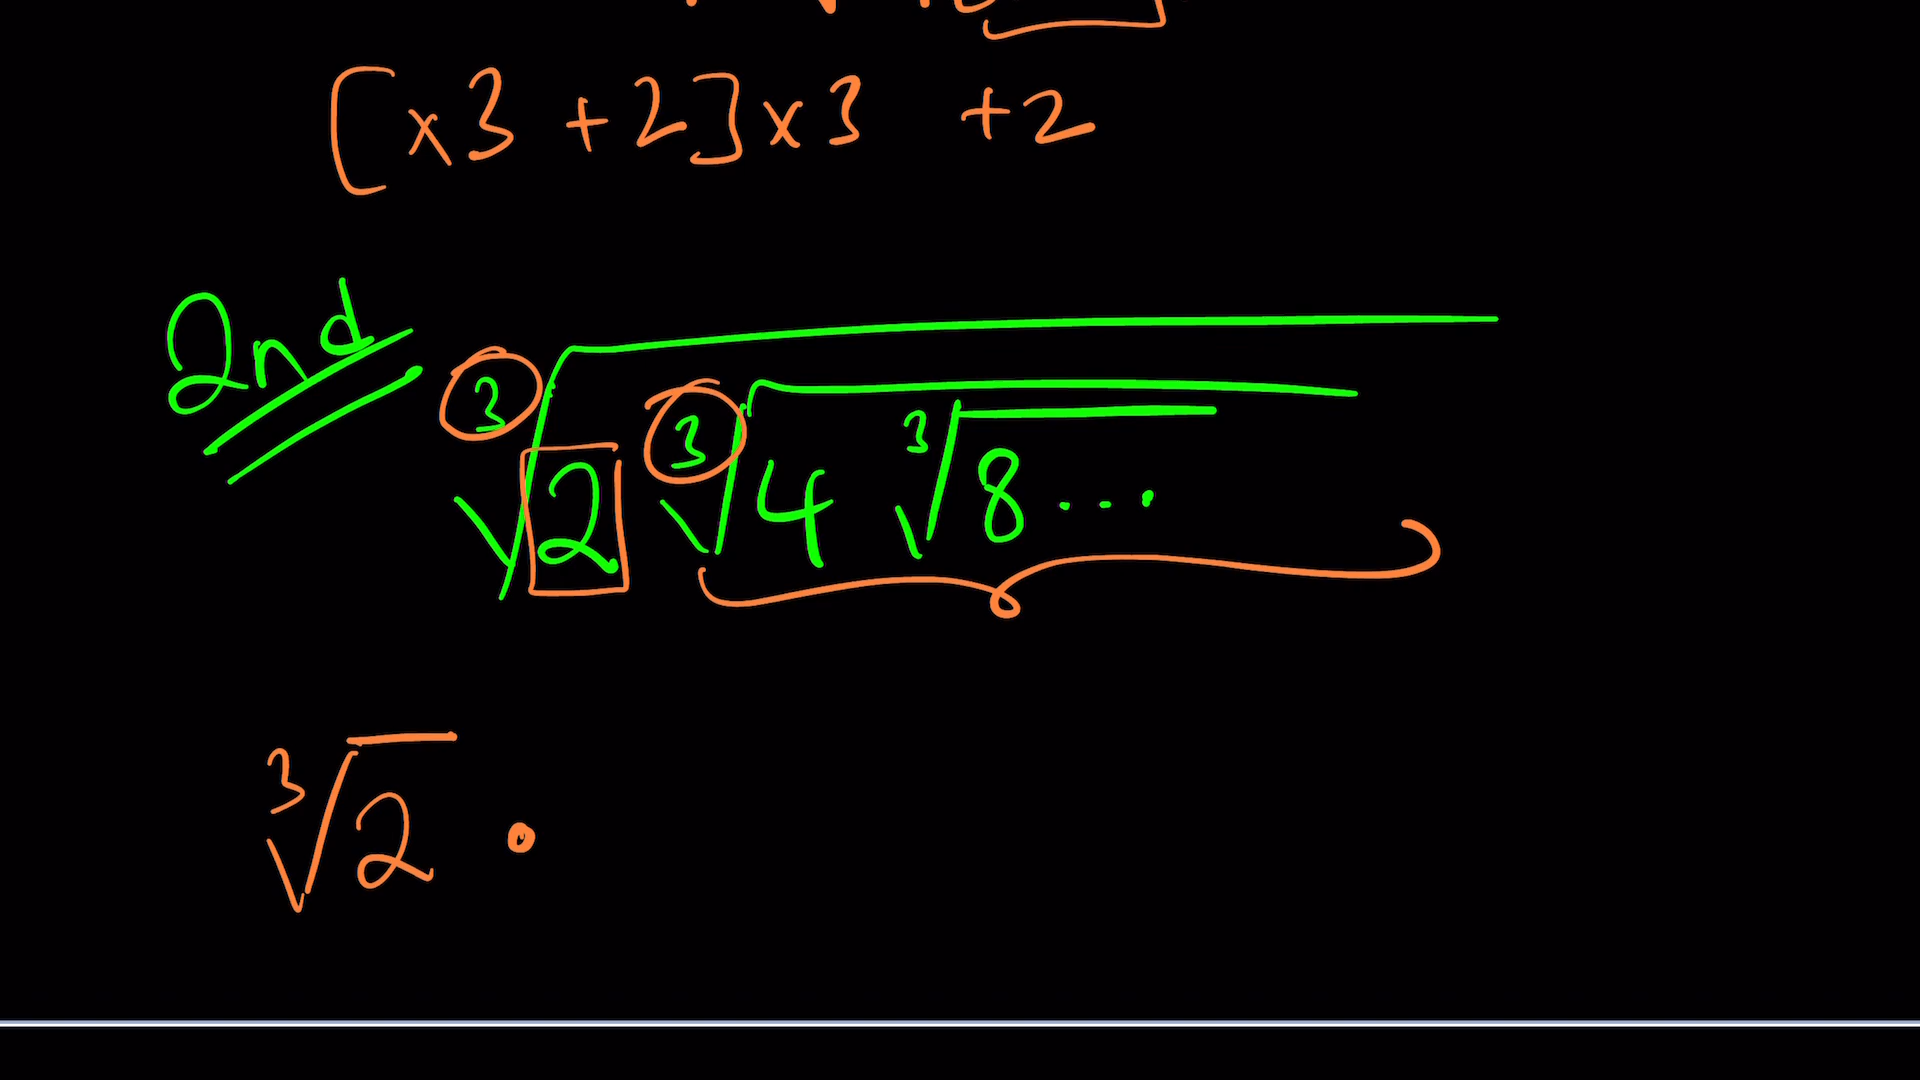 [x3 +2]x3 +2
2nd
∛(2 ∛(4 ∛8...))
∛2 •